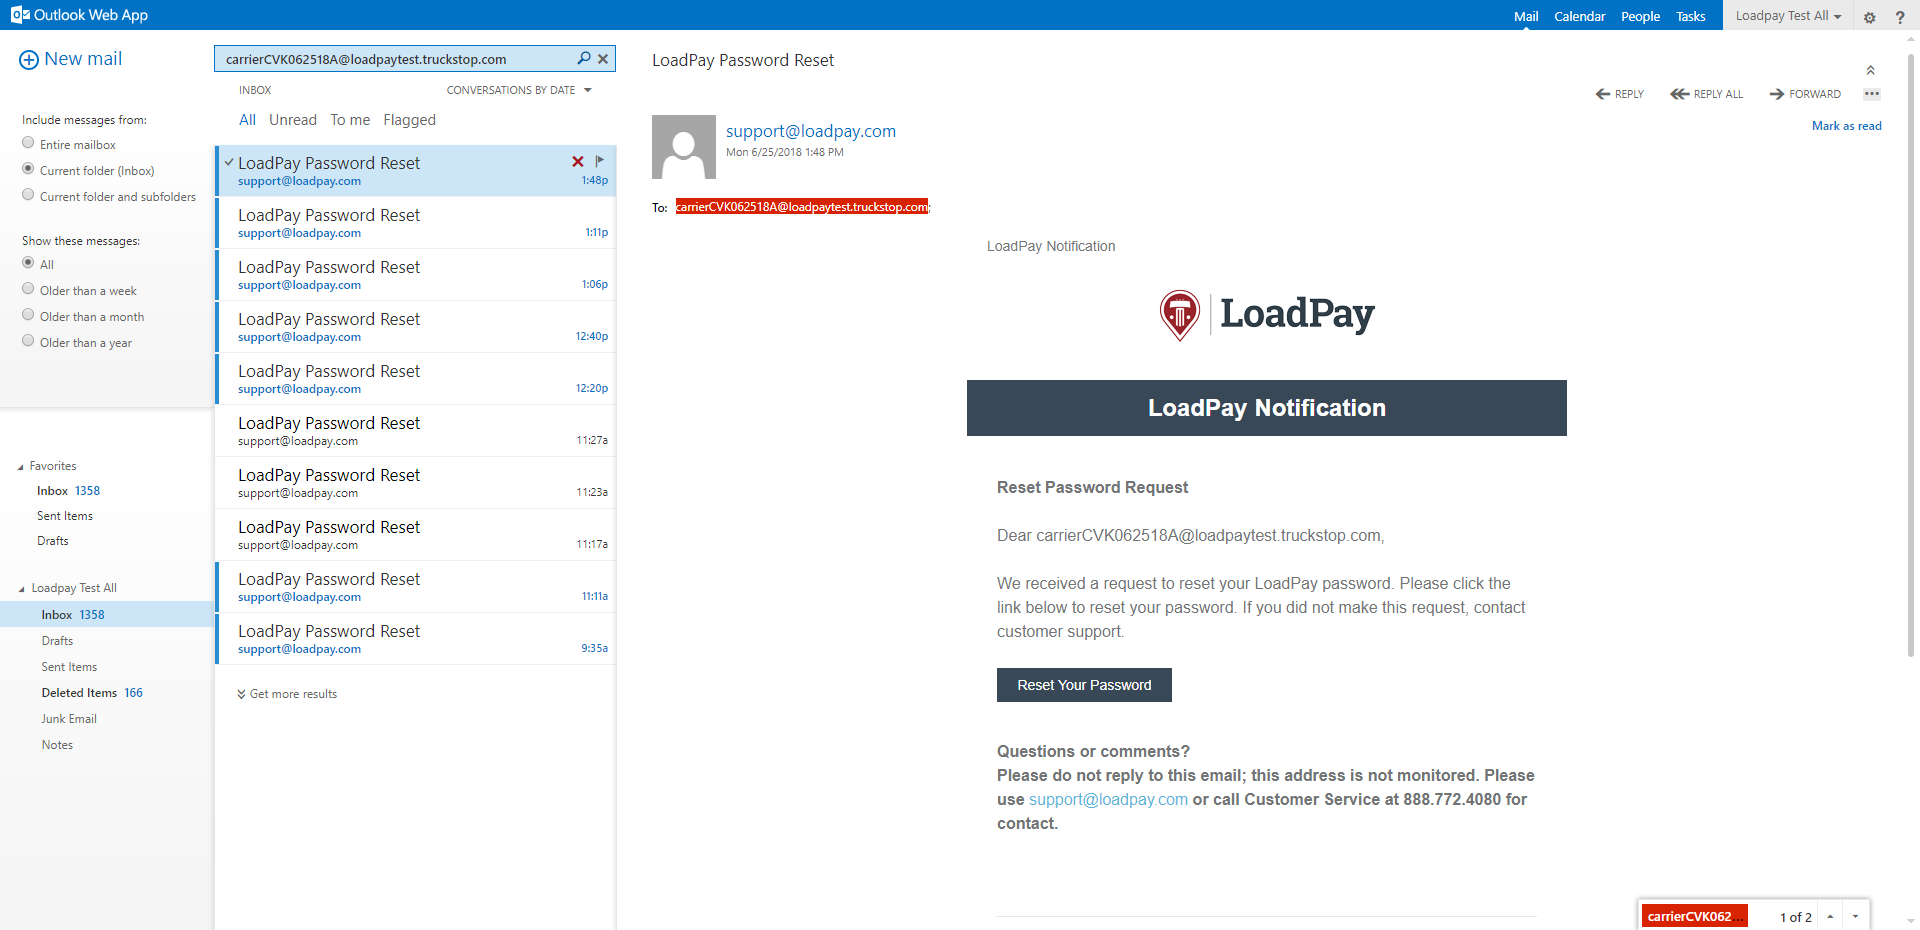 Outlook Web App
Mail Calendar People Tasks Loadpay Test All ?
New mail
Include messages from:
Entire mailbox
Current folder (Inbox)
Current folder and subfolders
Show these messages:
All
Older than a week
Older than a month
Older than a year
Favorites
Inbox 1358
Sent Items
Drafts
Loadpay Test All
Inbox 1358
Drafts
Sent Items
Deleted Items 166
Junk Email
Notes
carrierCVK062518A@loadpaytest.truckstop.com
INBOX CONVERSATIONS BY DATE
All Unread To me Flagged
LoadPay Password Reset
support@loadpay.com 1:48p
LoadPay Password Reset
support@loadpay.com 1:11p
LoadPay Password Reset
support@loadpay.com 1:06p
LoadPay Password Reset
support@loadpay.com 12:40p
LoadPay Password Reset
support@loadpay.com 12:20p
LoadPay Password Reset
support@loadpay.com 11:27a
LoadPay Password Reset
support@loadpay.com 11:23a
LoadPay Password Reset
support@loadpay.com 11:17a
LoadPay Password Reset
support@loadpay.com 11:11a
LoadPay Password Reset
support@loadpay.com 9:35a
Get more results
LoadPay Password Reset
REPLY REPLY ALL FORWARD ...
Mark as read
support@loadpay.com
Mon 6/25/2018 1:48 PM
To: carrierCVK062518A@loadpaytest.truckstop.com;
LoadPay Notification
LoadPay
LoadPay Notification
Reset Password Request
Dear carrierCVK062518A@loadpaytest.truckstop.com,
We received a request to reset your LoadPay password. Please click the
link below to reset your password. If you did not make this request, contact
customer support.
Reset Your Password
Questions or comments?
Please do not reply to this email; this address is not monitored. Please
use support@loadpay.com or call Customer Service at 888.772.4080 for
contact.
carrierCVK062... 1 of 2